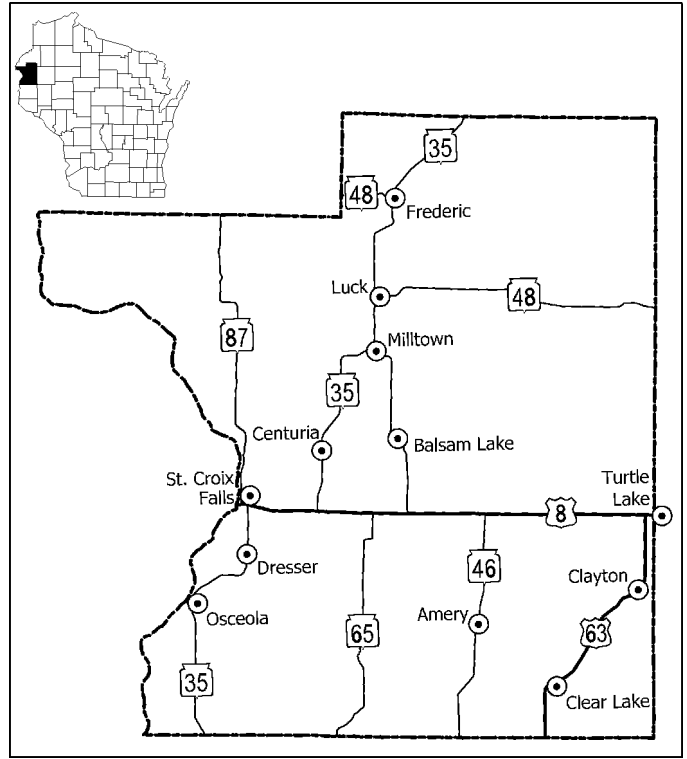 35
48
Frederic
Luck
48
Milltown
87
35
Centuria
Balsam Lake
St. Croix
Falls
Turtle
Lake
8
Dresser
46
Clayton
Osceola
Amery
65
63
35
Clear Lake